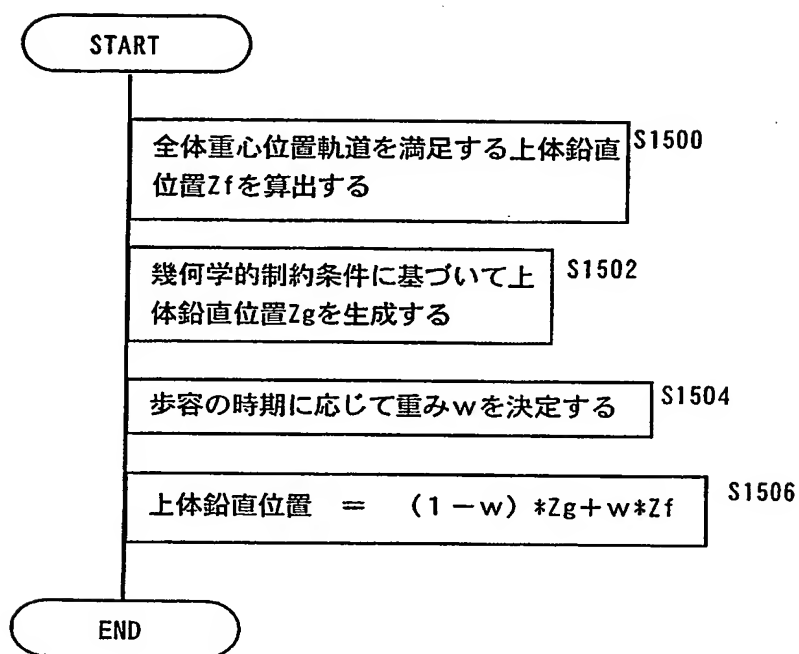 START
全体重心位置軌道を満足する上体鉛直 S1500
位置Zfを算出する
幾何学的制約条件に基づいて上 S1502
体鉛直位置Zgを生成する
歩容の時期に応じて重みwを決定する S1504
上体鉛直位置 = (1-w)*Zg+w*Zf S1506
END